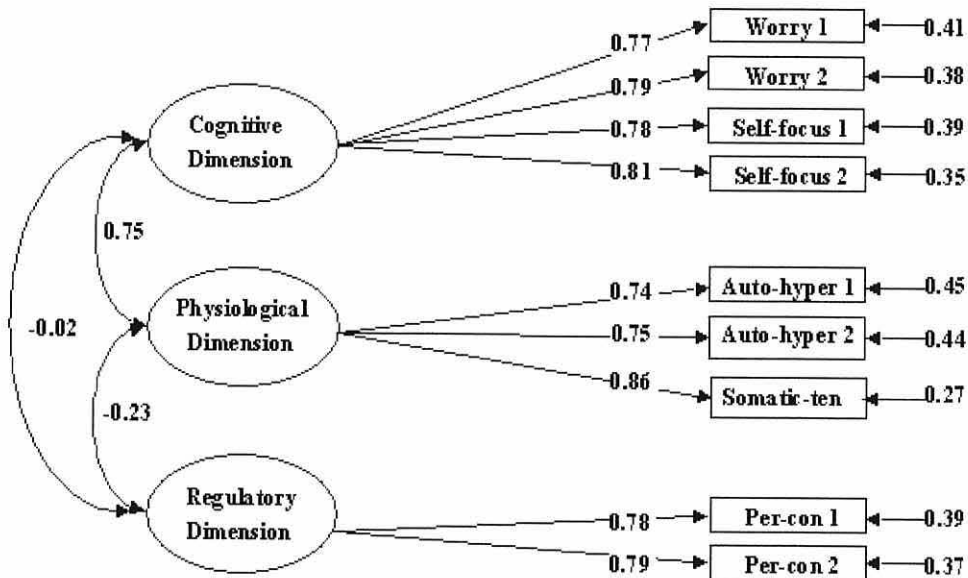 Worry 1
0.41
0.77
Worry 2
0.38
0.79
Cognitive
Dimension
0.78
Self-focus 1
0.39
0.81
Self-focus 2
0.35
0.75
Physiological
Dimension
0.74
Auto-hyper 1
0.45
-0.02
0.75
Auto-hyper 2
0.44
0.86
Somatic-ten
0.27
-0.23
Regulatory
Dimension
0.78
Per-con 1
0.39
0.79
Per-con 2
0.37